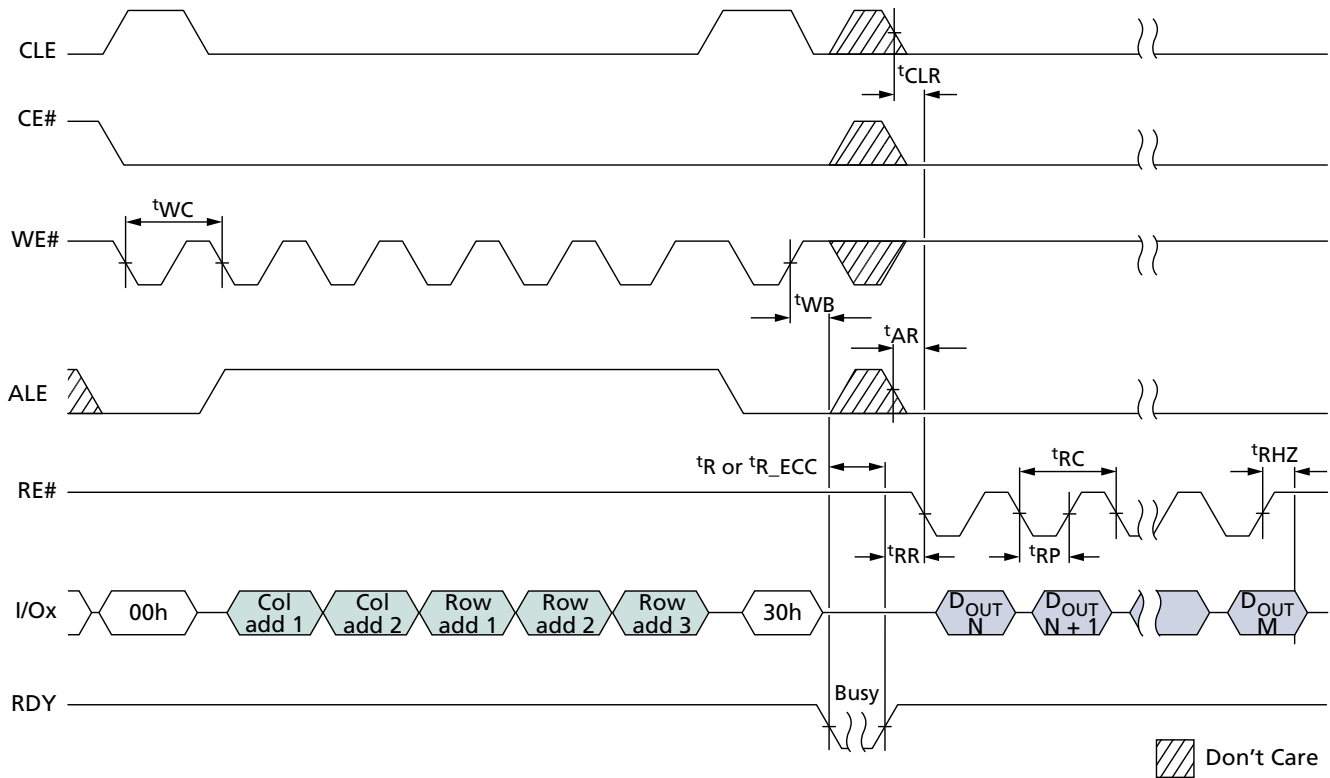 CLE
tCLR
CE#
tWC
WE#
tWB
tAR
ALE
tR or tR_ECC
tRC
tRHZ
RE#
tRR
tRP
I/Ox
00h
Col
add 1
Col
add 2
Row
add 1
Row
add 2
Row
add 3
30h
DOUT
N
DOUT
N + 1
DOUT
M
RDY
Busy
Don't Care